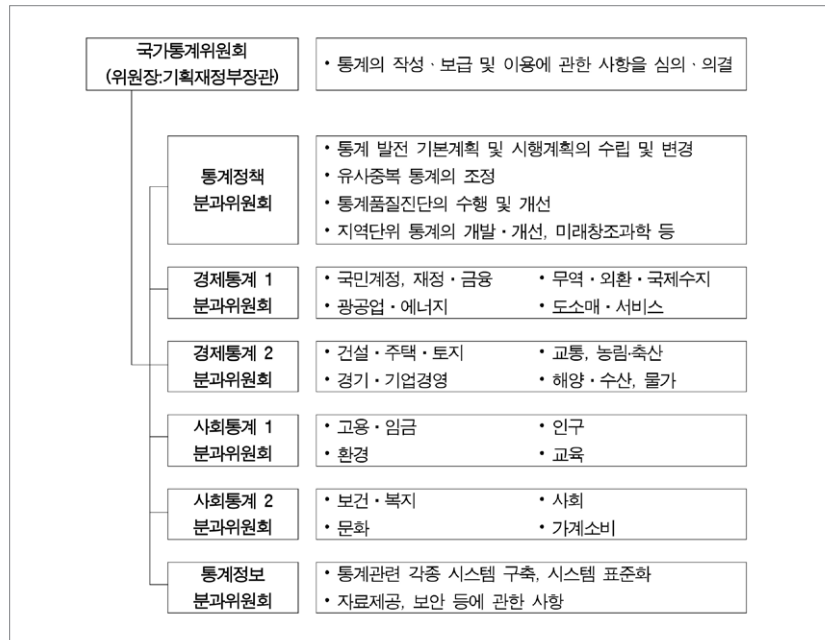 국가통계위원회
(위원장:기획재정부장관)
• 통계의 작성·보급 및 이용에 관한 사항을 심의·의결
통계정책
분과위원회
• 통계 발전 기본계획 및 시행계획의 수립 및 변경
• 유사중복 통계의 조정
• 통계품질진단의 수행 및 개선
• 지역단위 통계의 개발·개선, 미래창조과학 등
경제통계 1
분과위원회
• 국민계정, 재정·금융 • 무역·외환·국제수지
• 광공업·에너지 • 도소매·서비스
경제통계 2
분과위원회
• 건설·주택·토지 • 교통, 농림·축산
• 경기·기업경영 • 해양·수산, 물가
사회통계 1
분과위원회
• 고용·임금 • 인구
• 환경 • 교육
사회통계 2
분과위원회
• 보건·복지 • 사회
• 문화 • 가계소비
통계정보
분과위원회
• 통계관련 각종 시스템 구축, 시스템 표준화
• 자료제공, 보안 등에 관한 사항